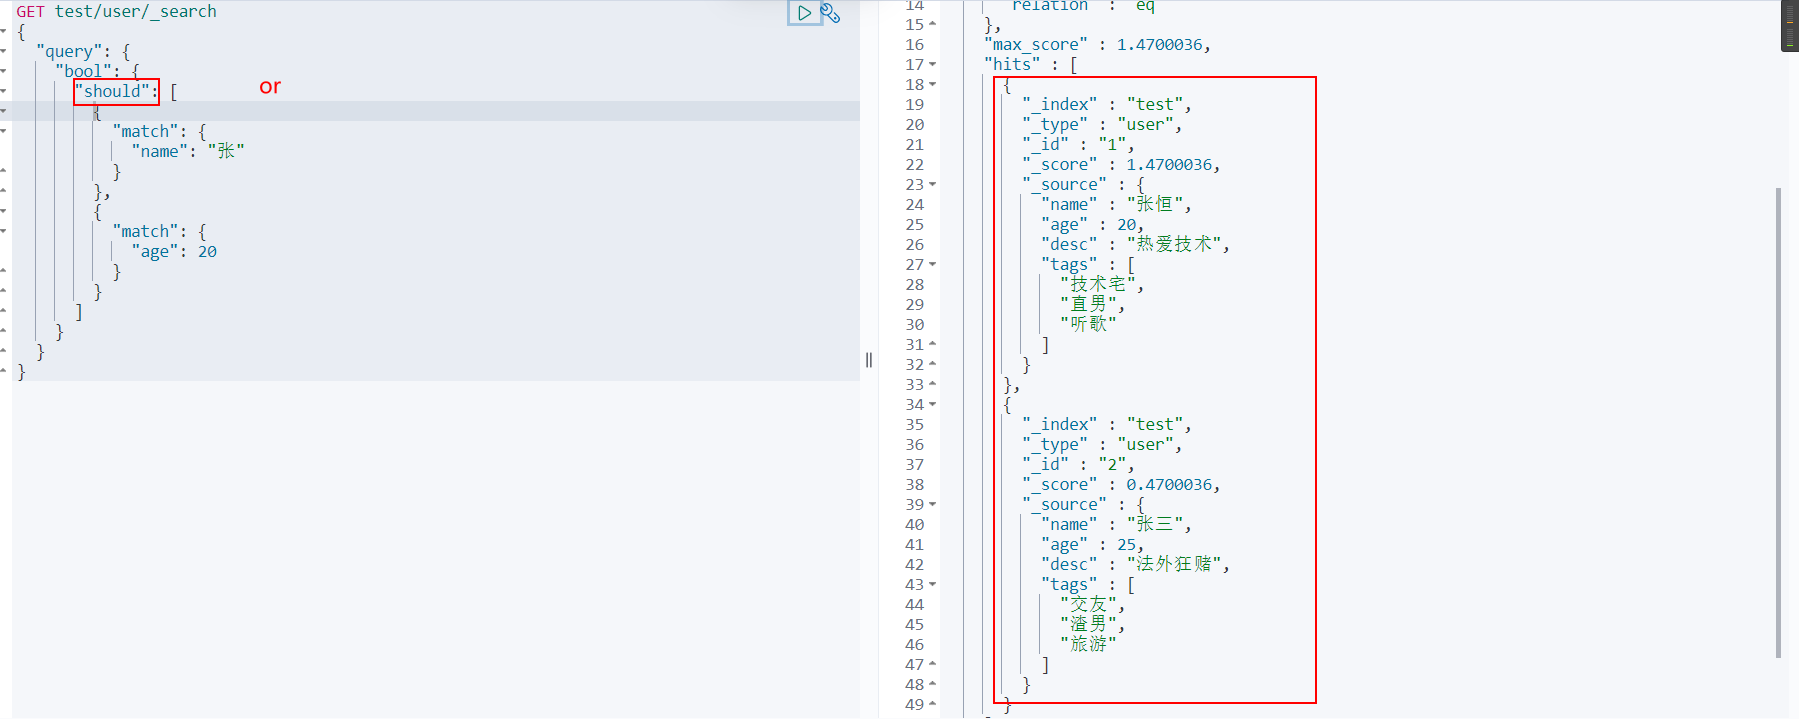 GET test/user/_search
{
"query": {
"bool": {
"should": [
or
{
"match": {
"name": "张"
}
},
{
"match": {
"age": 20
}
}
]
}
}
}
14 relation : eq
15 },
16 "max_score" : 1.4700036,
17 "hits" : [
18 {
19 "_index" : "test",
20 "_type" : "user",
21 "_id" : "1",
22 "_score" : 1.4700036,
23 "_source" : {
24 "name" : "张恒",
25 "age" : 20,
26 "desc" : "热爱技术",
27 "tags" : [
28 "技术宅",
29 "直男",
30 "听歌"
31 ]
32 }
33 },
34 {
35 "_index" : "test",
36 "_type" : "user",
37 "_id" : "2",
38 "_score" : 0.4700036,
39 "_source" : {
40 "name" : "张三",
41 "age" : 25,
42 "desc" : "法外狂赌",
43 "tags" : [
44 "交友",
45 "渣男",
46 "旅游"
47 ]
48 }
49 }